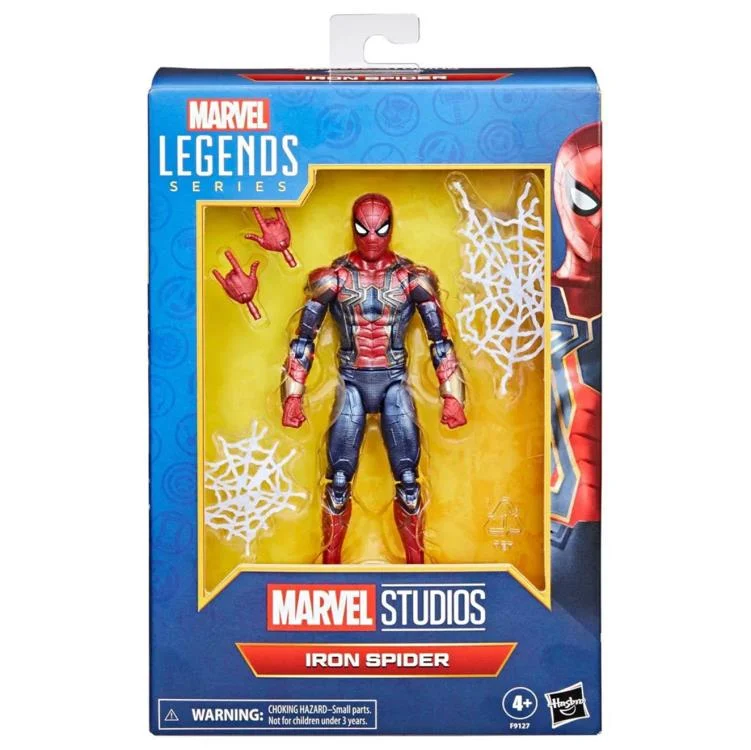 IRON SPIDER
MARVEL
LEGENDS
SERIES
MARVEL STUDIOS
IRON SPIDER
WARNING: CHOKING HAZARD–Small parts.
Not for children under 3 years.
4+
F9127
Hasbro